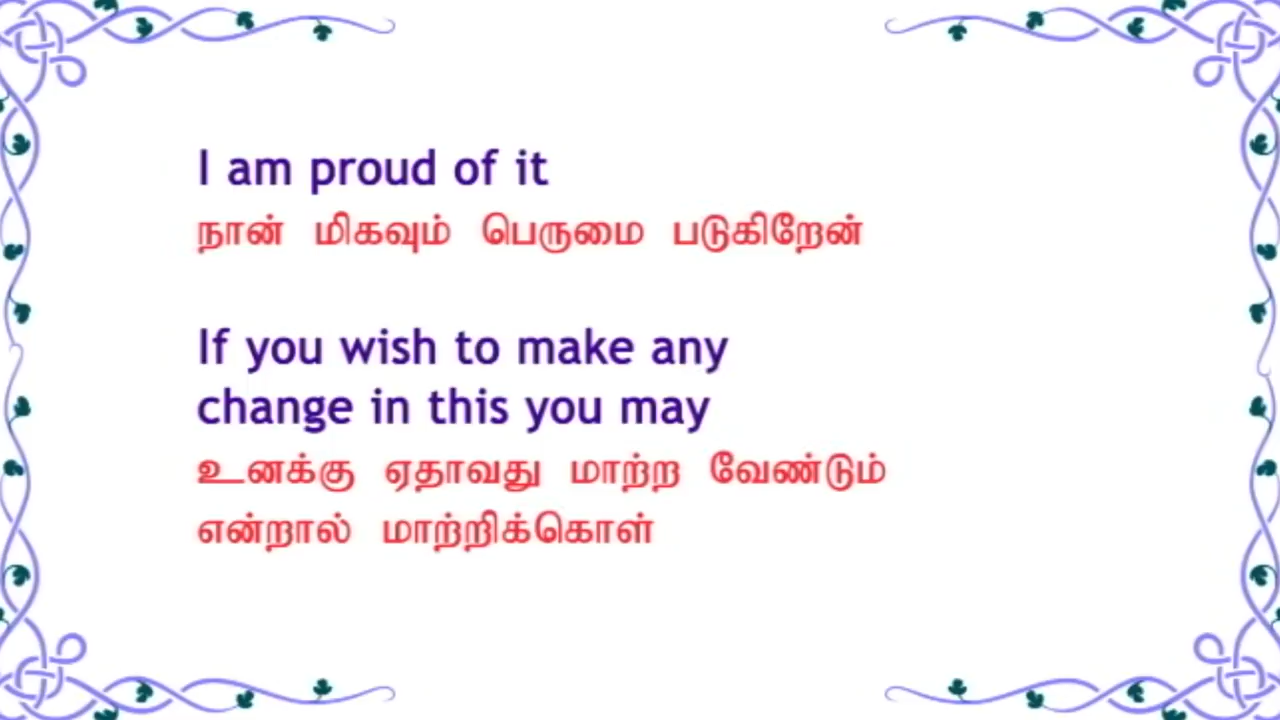 I am proud of it
நான் மிகவும் பெருமை படுகிறேன்
If you wish to make any
change in this you may
உனக்கு ஏதாவது மாற்ற வேண்டும்
என்றால் மாற்றிக்கொள்